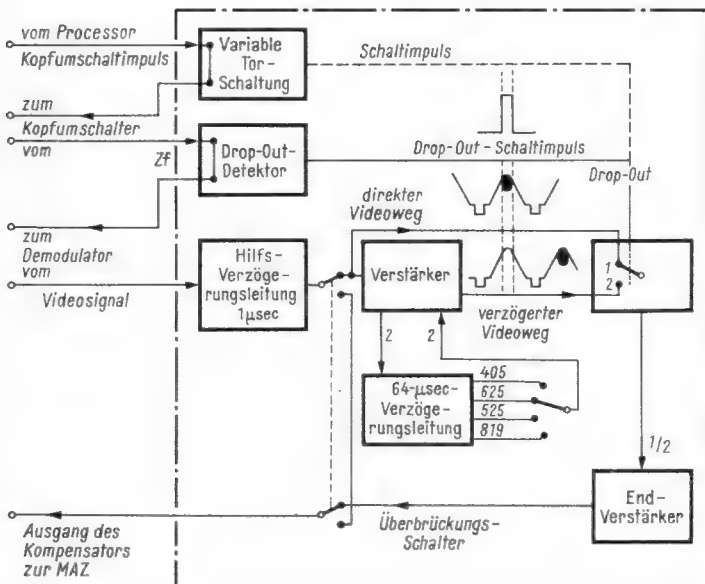 vom Processor
Kopfumschaltimpuls
Variable
Tor-
Schaltung
Schaltimpuls
zum
Kopfumschalter
vom
Zf
Drop-Out-
Detektor
Drop-Out-Schaltimpuls
Drop-Out
direkter
Videoweg
zum
Demodulator
vom
Videosignal
Hilfs-
Verzöge-
rungsleitung
1µsec
Verstärker
1
2
verzögerter
Videoweg
2
2
64-µsec-
Verzöge-
rungsleitung
405
625
525
819
1/2
End-
Verstärker
Überbrückungs-
Schalter
Ausgang des
Kompensators
zur MAZ